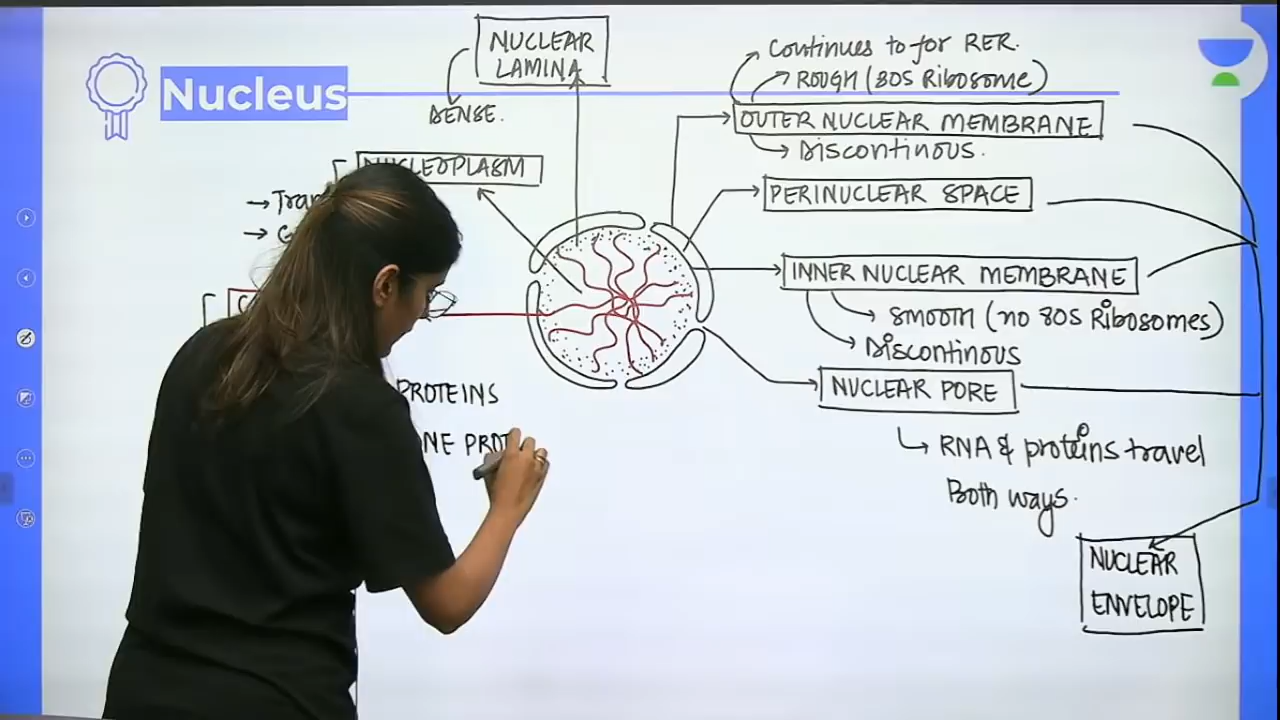 Nucleus
NUCLEAR
LAMINA
DENSE.
NUCLEOPLASM
Continues to for RER.
ROUGH (80S Ribosome)
OUTER NUCLEAR MEMBRANE
Discontinous.
PERINUCLEAR SPACE
INNER NUCLEAR MEMBRANE
SMOOTH (no 80S Ribosomes)
Discontinous
NUCLEAR PORE
RNA & proteins travel
Both ways.
NUCLEAR
ENVELOPE
PROTEINS